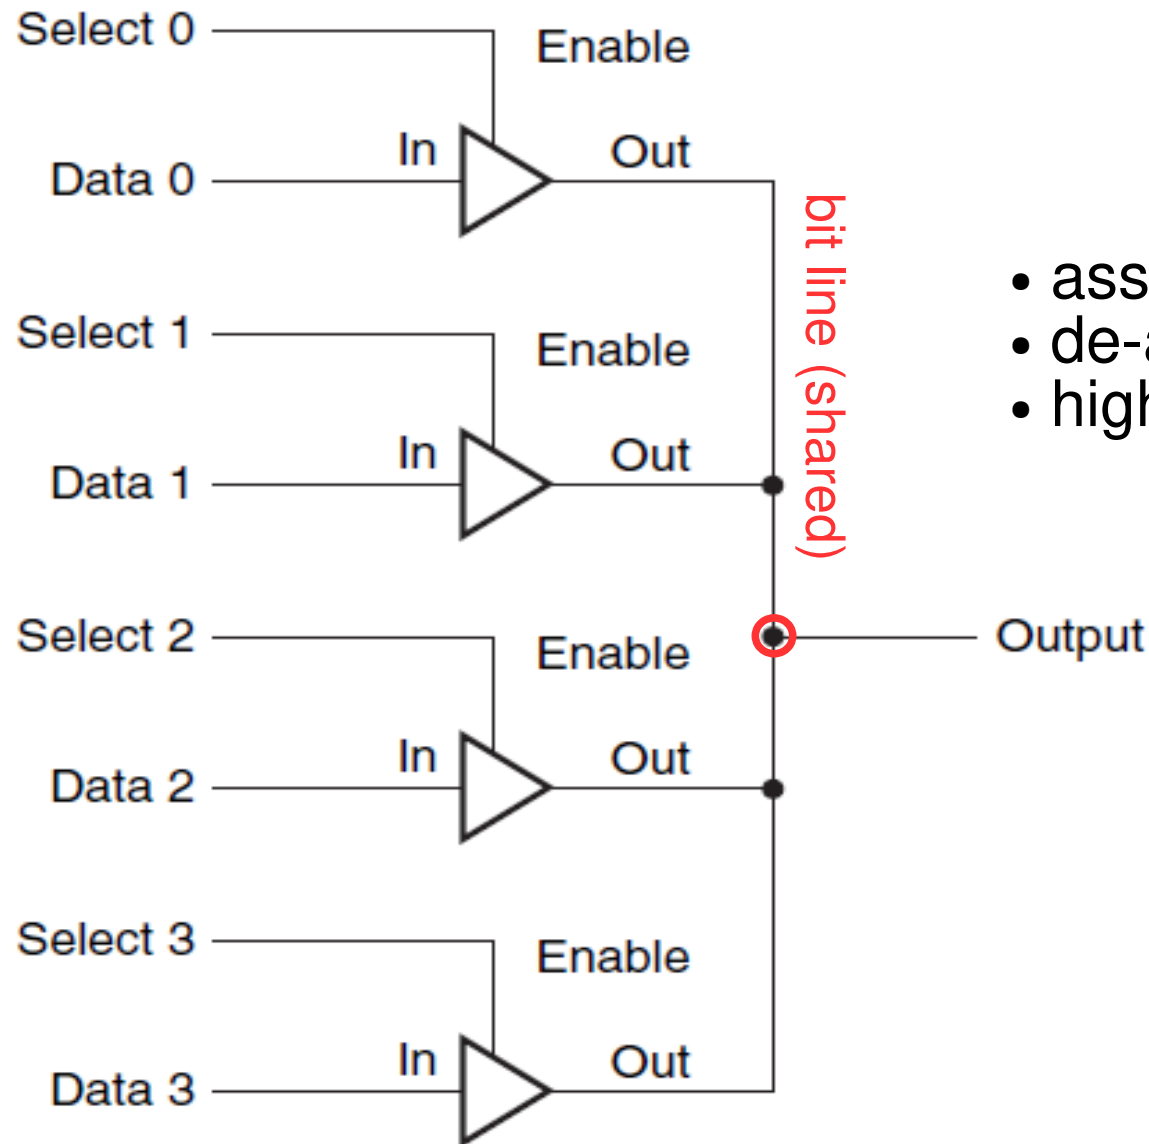 Select 0
Enable
In
Out
Data 0
bit line (shared)
Select 1
Enable
In
Out
Data 1
Select 2
Enable
Output
In
Out
Data 2
Select 3
Enable
In
Out
Data 3